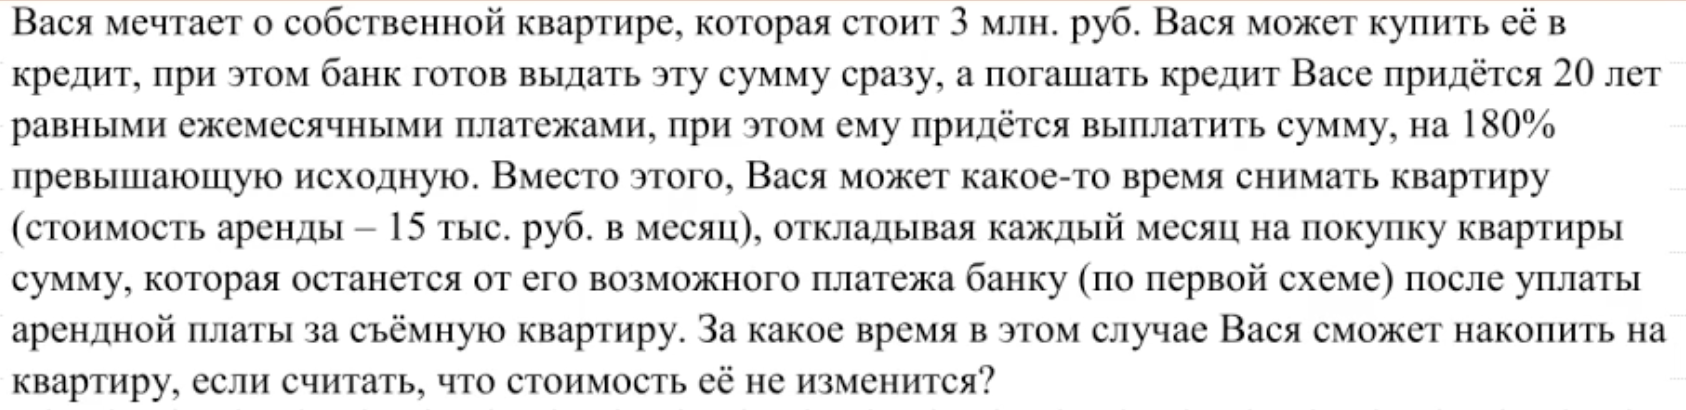 Вася мечтает о собственной квартире, которая стоит 3 млн. руб. Вася может купить её в
кредит, при этом банк готов выдать эту сумму сразу, а погашать кредит Васе придётся 20 лет
равными ежемесячными платежами, при этом ему придётся выплатить сумму, на 180%
превышающую исходную. Вместо этого, Вася может какое-то время снимать квартиру
(стоимость аренды – 15 тыс. руб. в месяц), откладывая каждый месяц на покупку квартиры
сумму, которая останется от его возможного платежа банку (по первой схеме) после уплаты
арендной платы за съёмную квартиру. За какое время в этом случае Вася сможет накопить на
квартиру, если считать, что стоимость её не изменится?